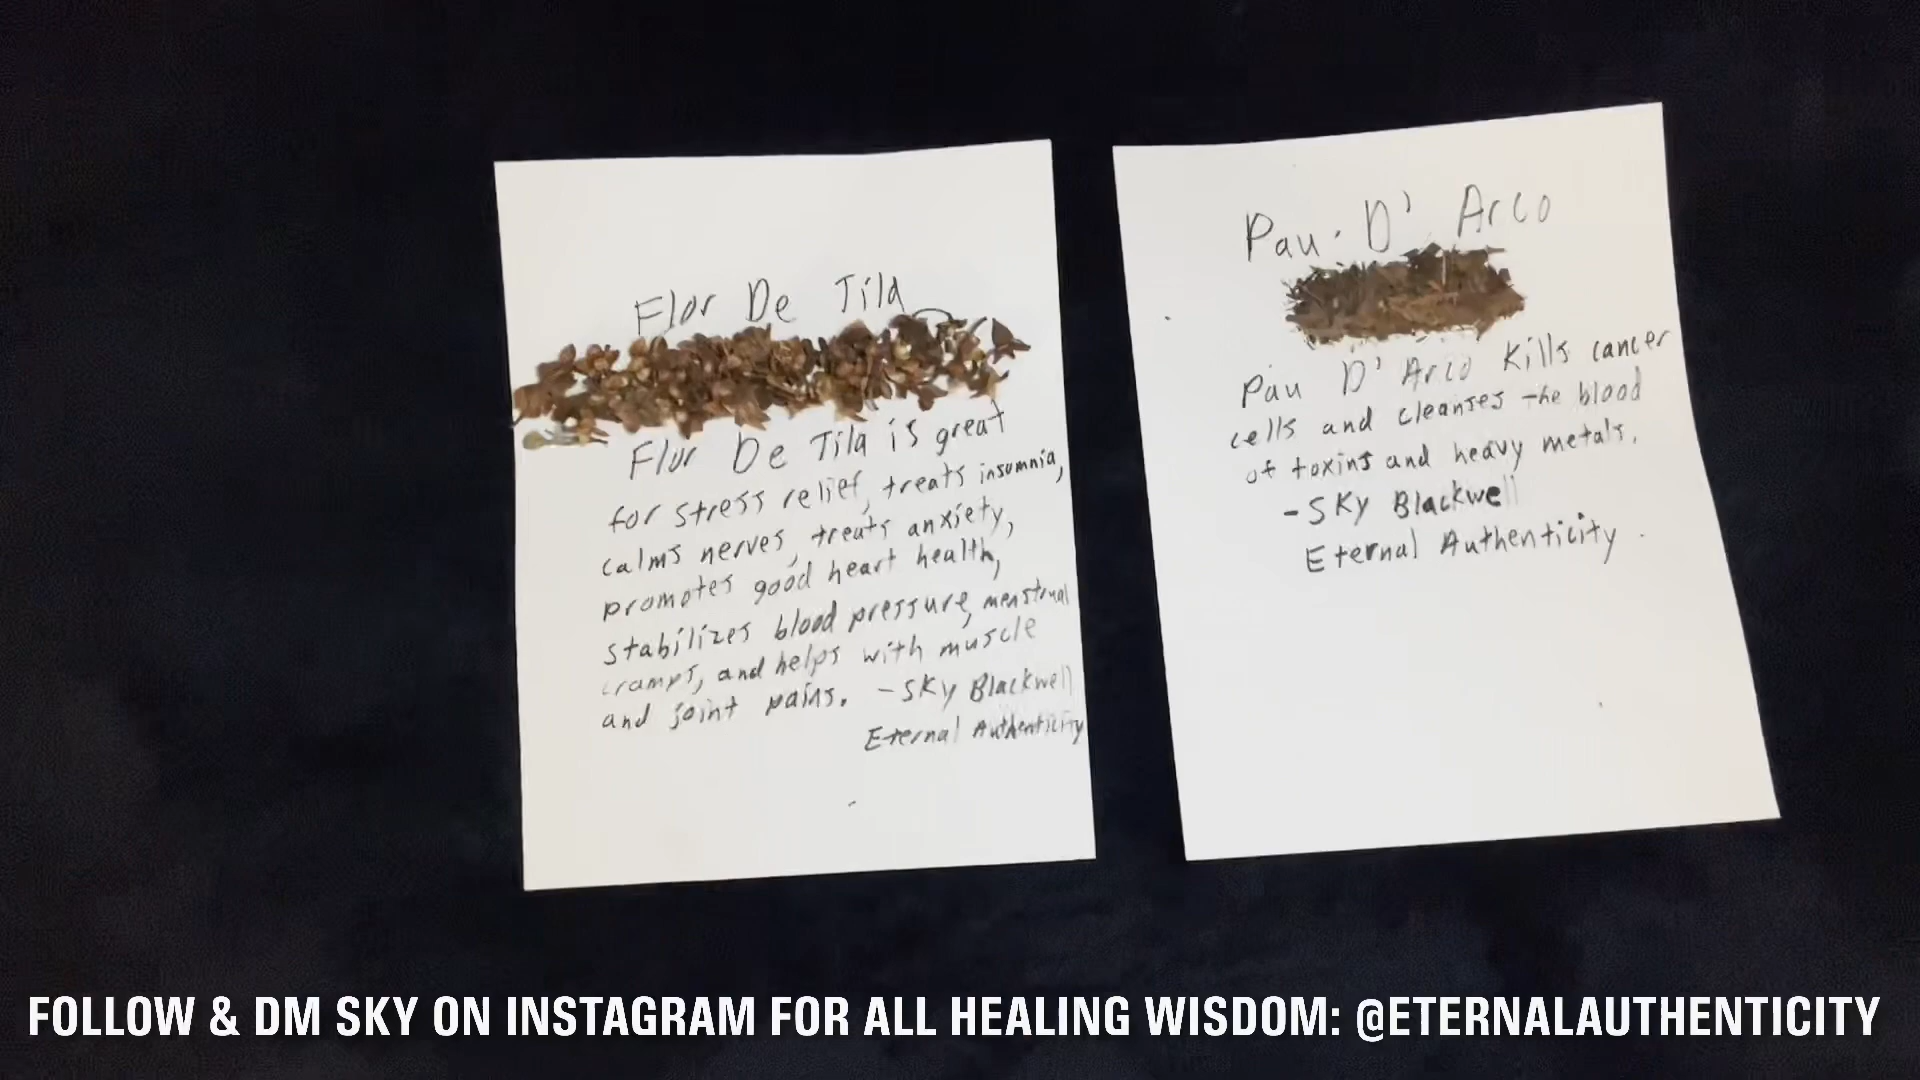 Flor De Tila
Flor De Tila is great
for stress relief, treats insomnia,
calms nerves, treats anxiety,
promotes good heart health,
stabilizes blood pressure, menstrual
cramps, and helps with muscle
and joint pains. -Sky Blackwell
Eternal Authenticity
Pau D' Arco
Pau D' Arco kills cancer
cells and cleanses the blood
of toxins and heavy metals.
-Sky Blackwell
Eternal Authenticity
FOLLOW & DM SKY ON INSTAGRAM FOR ALL HEALING WISDOM: @ETERNALAUTHENTICITY